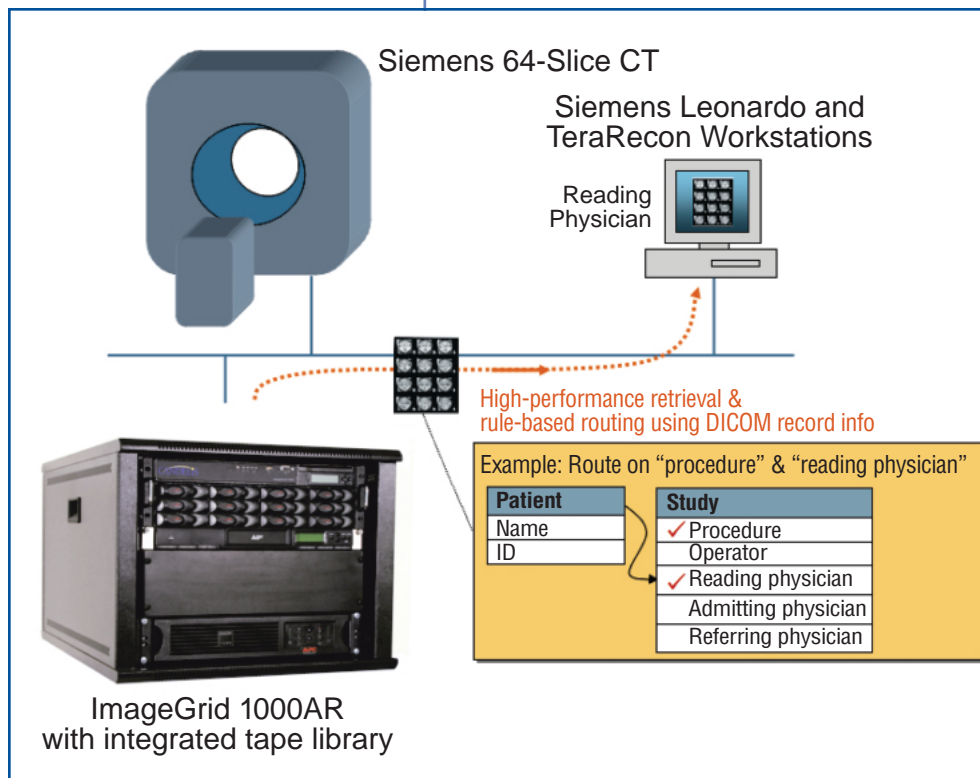 Siemens 64-Slice CT
Siemens Leonardo and
TeraRecon Workstations
Reading
Physician
High-performance retrieval &
rule-based routing using DICOM record info
Example: Route on “procedure” & “reading physician”
Patient
Name
ID
Study
✓ Procedure
Operator
✓ Reading physician
Admitting physician
Referring physician
APC
ImageGrid 1000AR
with integrated tape library